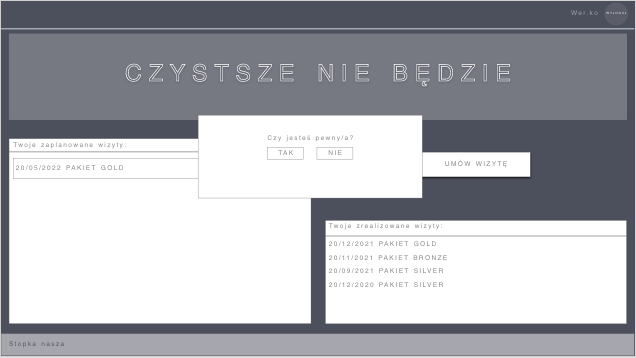 Wer.ko
WYLOGUJ
CZYSTSZE NIE BĘDZIE
Czy jesteś pewny/a?
TAK NIE
Twoje zaplanowane wizyty:
20/05/2022 PAKIET GOLD
UMÓW WIZYTĘ
Twoje zrealizowane wizyty:
20/12/2021 PAKIET GOLD
20/11/2021 PAKIET BRONZE
20/09/2021 PAKIET SILVER
20/12/2020 PAKIET SILVER
Stopka nasza